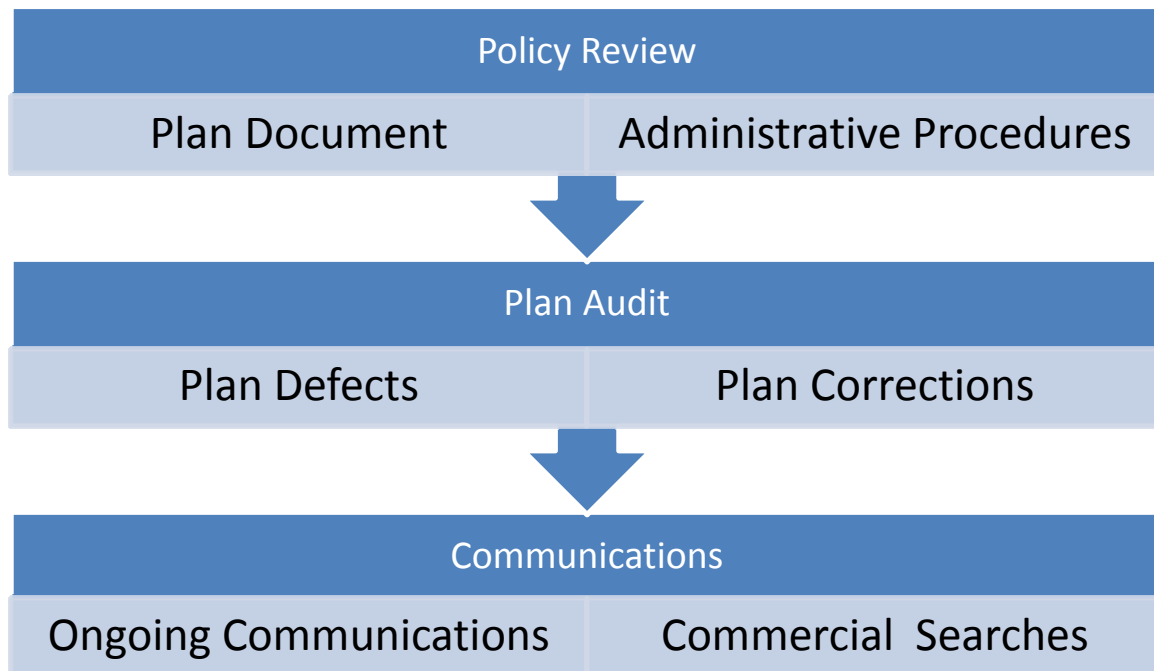 Policy Review
Plan Document
Administrative Procedures
Plan Audit
Plan Defects
Plan Corrections
Communications
Ongoing Communications
Commercial Searches